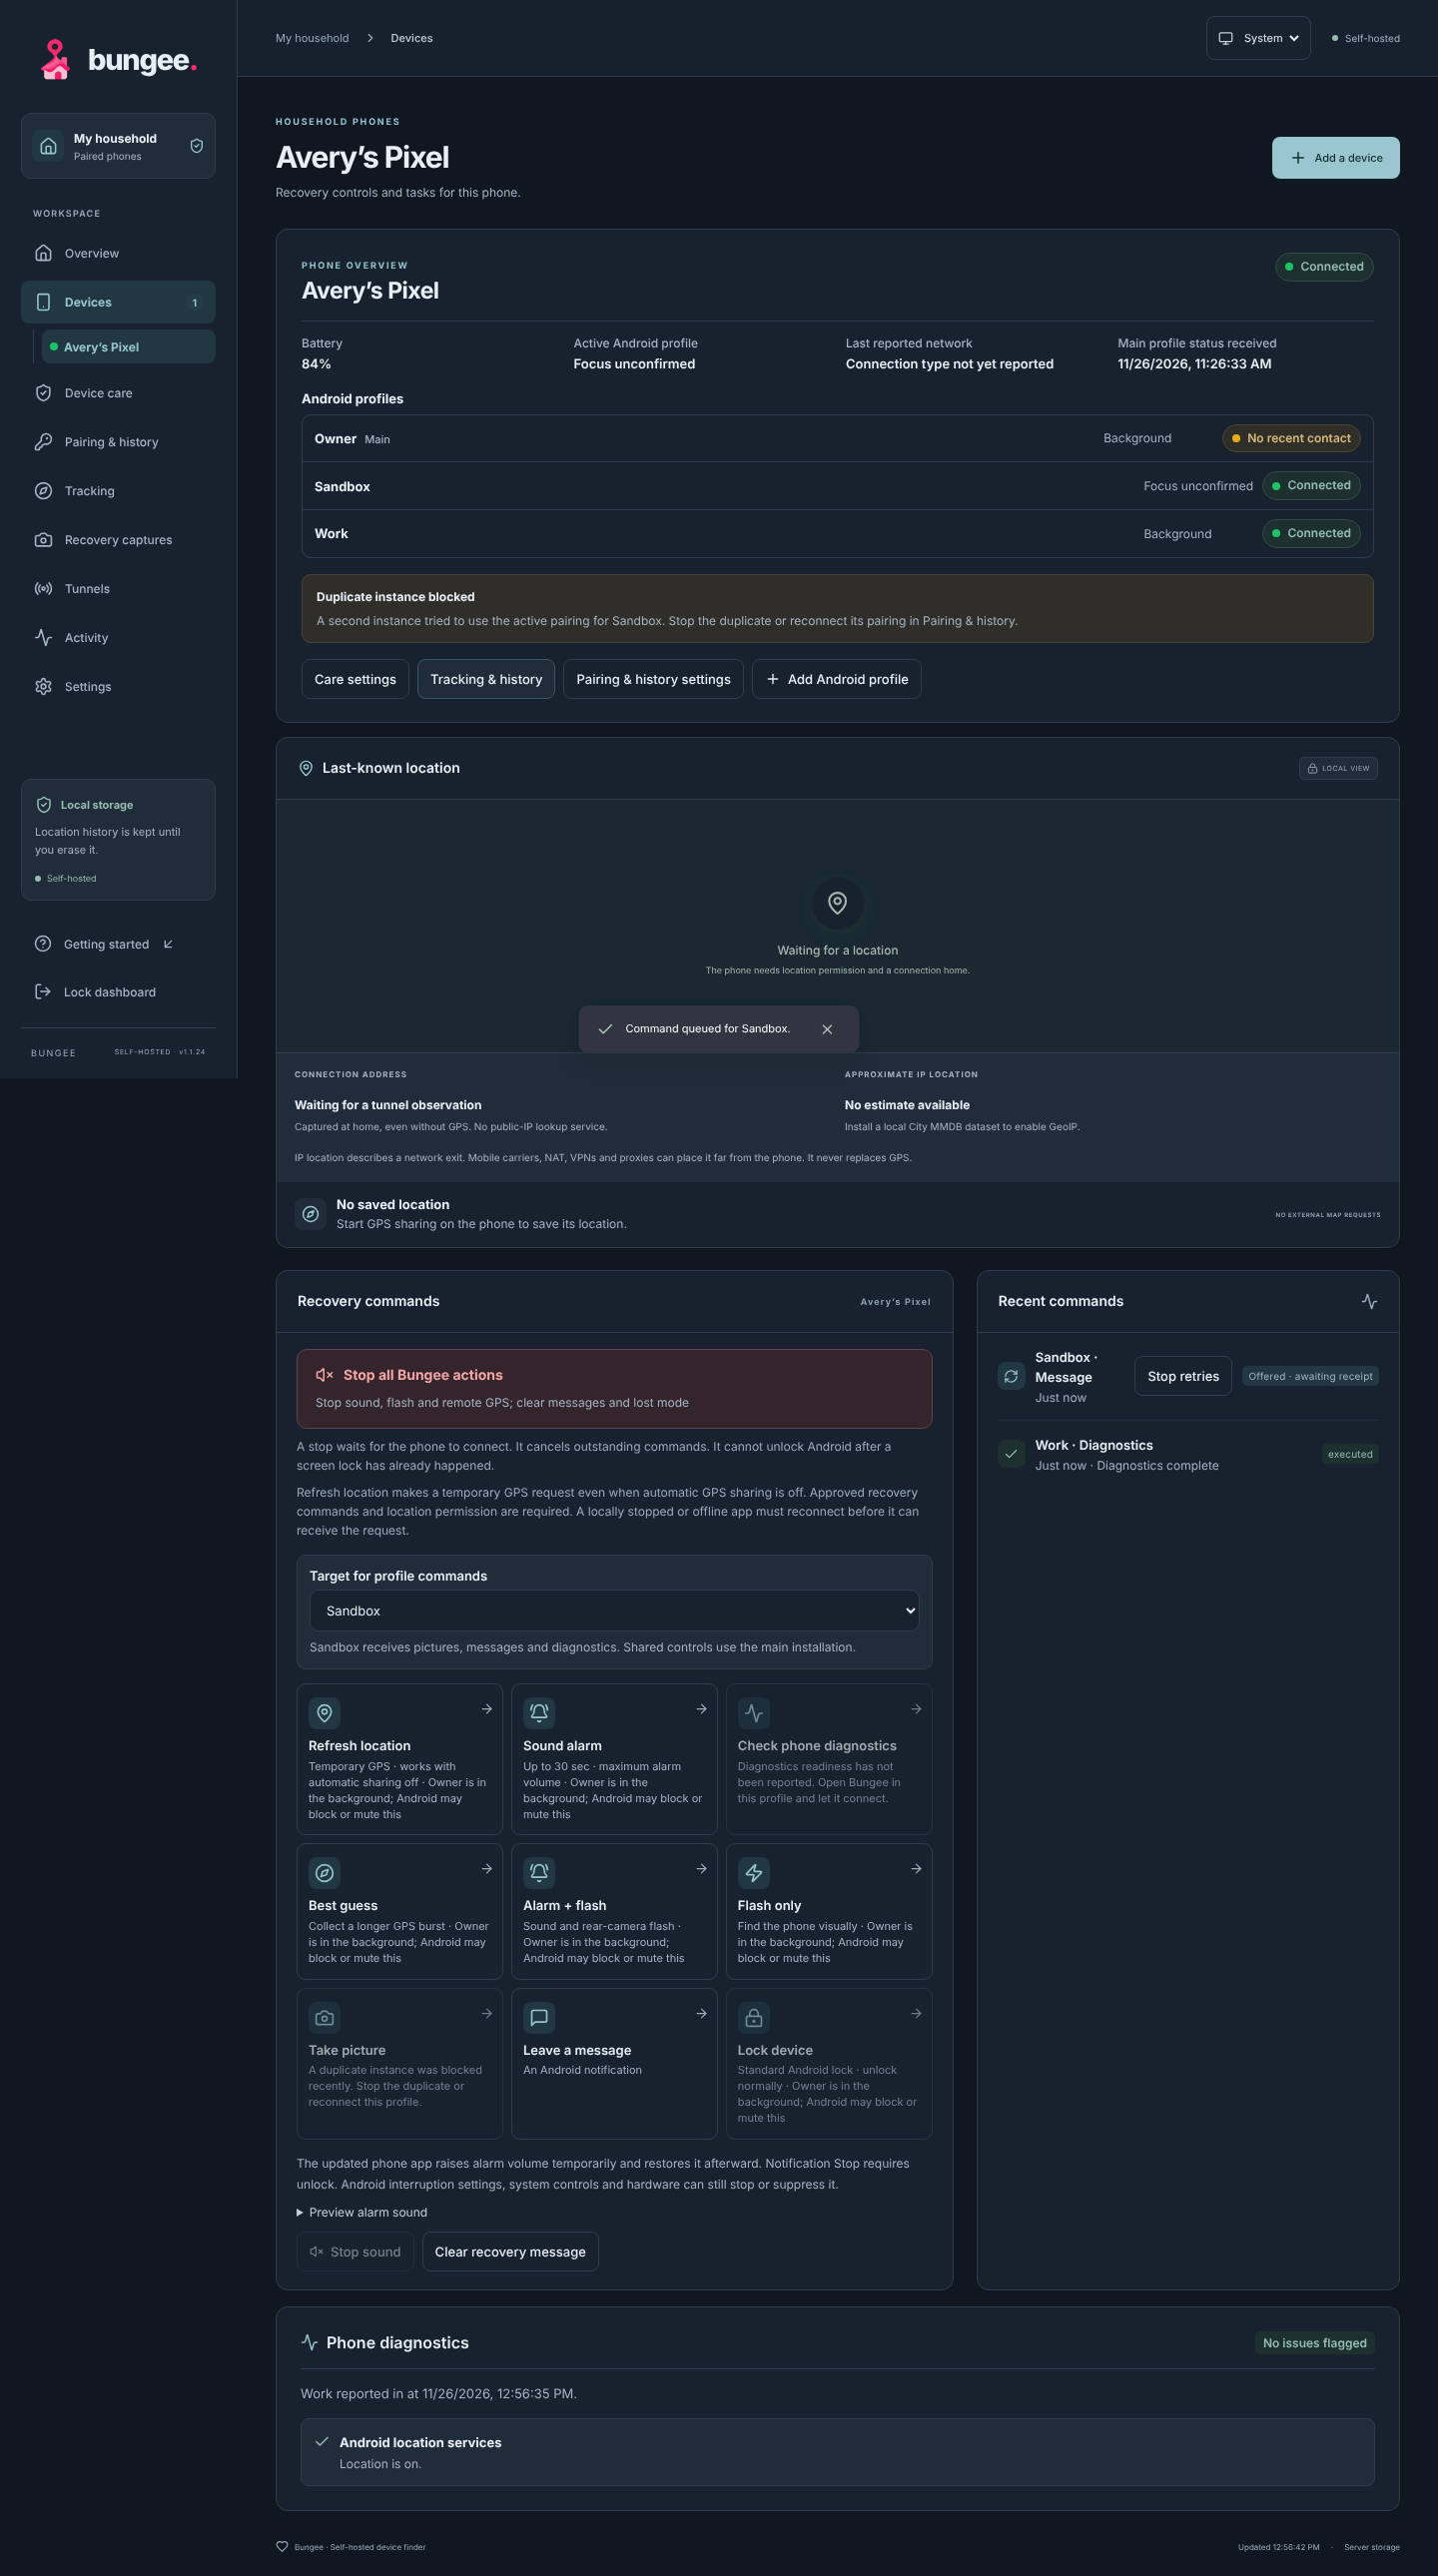 bungee.
My household
Paired phones
WORKSPACE
Overview
Devices 1
Avery’s Pixel
Device care
Pairing & history
Tracking
Recovery captures
Tunnels
Activity
Settings
Local storage
Location history is kept until
you erase it.
Self-hosted
Getting started
Lock dashboard
BUNGEE SELF-HOSTED · v1.1.24
My household Devices
System Self-hosted
HOUSEHOLD PHONES
Avery’s Pixel
Recovery controls and tasks for this phone.
Add a device
PHONE OVERVIEW
Avery’s Pixel
Connected
Battery
84%
Active Android profile
Focus unconfirmed
Last reported network
Connection type not yet reported
Main profile status received
11/26/2026, 11:26:33 AM
Android profiles
Owner Main Background No recent contact
Sandbox Focus unconfirmed Connected
Work Background Connected
Duplicate instance blocked
A second instance tried to use the active pairing for Sandbox. Stop the duplicate or reconnect its pairing in Pairing & history.
Care settings Tracking & history Pairing & history settings Add Android profile
Last-known location LOCAL VIEW
Waiting for a location
The phone needs location permission and a connection home.
Command queued for Sandbox.
CONNECTION ADDRESS
Waiting for a tunnel observation
Captured at home, even without GPS. No public-IP lookup service.
APPROXIMATE IP LOCATION
No estimate available
Install a local City MMDB dataset to enable GeoIP.
IP location describes a network exit. Mobile carriers, NAT, VPNs and proxies can place it far from the phone. It never replaces GPS.
No saved location
Start GPS sharing on the phone to save its location.
NO EXTERNAL MAP REQUESTS
Recovery commands Avery’s Pixel
Stop all Bungee actions
Stop sound, flash and remote GPS; clear messages and lost mode
A stop waits for the phone to connect. It cancels outstanding commands. It cannot unlock Android after a
screen lock has already happened.
Refresh location makes a temporary GPS request even when automatic GPS sharing is off. Approved recovery
commands and location permission are required. A locally stopped or offline app must reconnect before it can
receive the request.
Target for profile commands
Sandbox
Sandbox receives pictures, messages and diagnostics. Shared controls use the main installation.
Refresh location
Temporary GPS · works with
automatic sharing off · Owner is in
the background; Android may
block or mute this
Sound alarm
Up to 30 sec · maximum alarm
volume · Owner is in the
background; Android may block or
mute this
Check phone diagnostics
Diagnostics readiness has not
been reported. Open Bungee in
this profile and let it connect.
Best guess
Collect a longer GPS burst · Owner
is in the background; Android may
block or mute this
Alarm + flash
Sound and rear-camera flash ·
Owner is in the background;
Android may block or mute this
Flash only
Find the phone visually · Owner is
in the background; Android may
block or mute this
Take picture
A duplicate instance was blocked
recently. Stop the duplicate or
reconnect this profile.
Leave a message
An Android notification
Lock device
Standard Android lock · unlock
normally · Owner is in the
background; Android may block or
mute this
The updated phone app raises alarm volume temporarily and restores it afterward. Notification Stop requires
unlock. Android interruption settings, system controls and hardware can still stop or suppress it.
Preview alarm sound
Stop sound Clear recovery message
Recent commands
Sandbox ·
Message
Just now
Stop retries
Offered · awaiting receipt
Work · Diagnostics
Just now · Diagnostics complete
executed
Phone diagnostics No issues flagged
Work reported in at 11/26/2026, 12:56:35 PM.
Android location services
Location is on.
Bungee · Self-hosted device finder
Updated 12:56:42 PM · Server storage